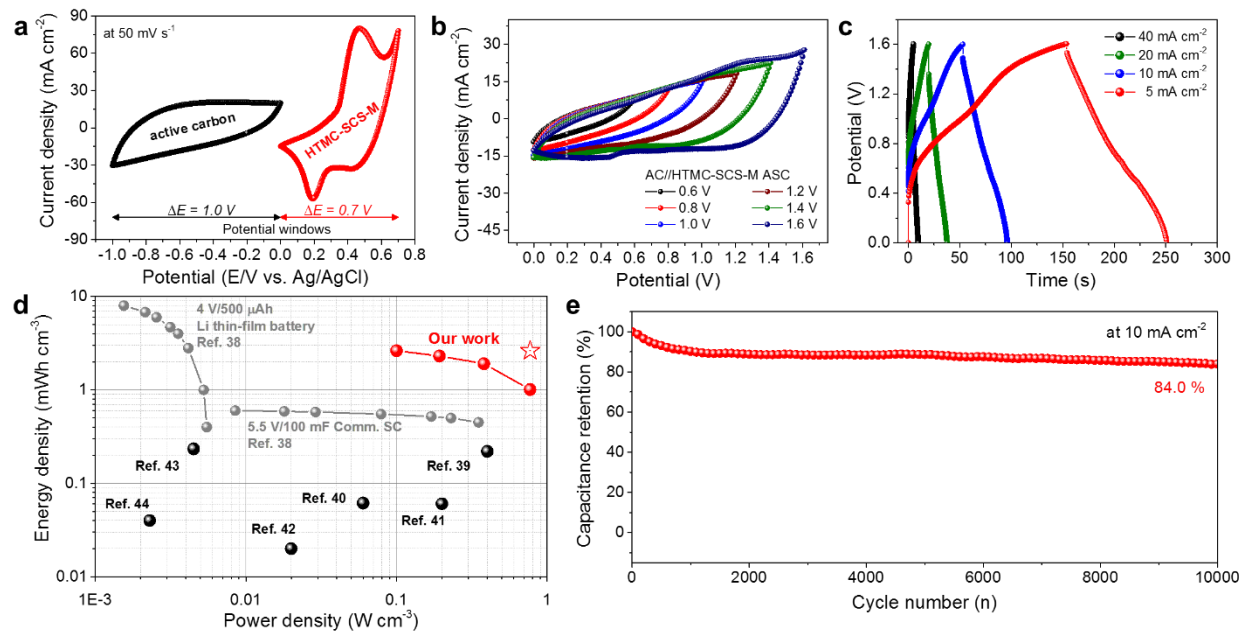 a
at 50 mV s⁻¹
Current density (mA cm⁻²)
90
60
30
0
-30
-60
-90
active carbon
HTMC-SCS-M
ΔE = 1.0 V
ΔE = 0.7 V
Potential windows
-1.0 -0.8 -0.6 -0.4 -0.2 0.0 0.2 0.4 0.6 0.8
Potential (E/V vs. Ag/AgCl)
b
Current density (mA cm⁻²)
30
15
0
-15
-30
-45
AC//HTMC-SCS-M ASC
0.6 V
0.8 V
1.0 V
1.2 V
1.4 V
1.6 V
0.0 0.2 0.4 0.6 0.8 1.0 1.2 1.4 1.6
Potential (V)
c
Potential (V)
1.6
1.2
0.8
0.4
0.0
40 mA cm⁻²
20 mA cm⁻²
10 mA cm⁻²
5 mA cm⁻²
0 50 100 150 200 250 300
Time (s)
d
Energy density (mWh cm⁻³)
10
1
0.1
0.01
4 V/500 µAh
Li thin-film battery
Ref. 38
Our work
5.5 V/100 mF Comm. SC
Ref. 38
Ref. 43
Ref. 39
Ref. 44
Ref. 40
Ref. 41
Ref. 42
1E-3 0.01 0.1 1
Power density (W cm⁻³)
e
Capacitance retention (%)
100
80
60
40
20
0
at 10 mA cm⁻²
84.0 %
0 2000 4000 6000 8000 10000
Cycle number (n)